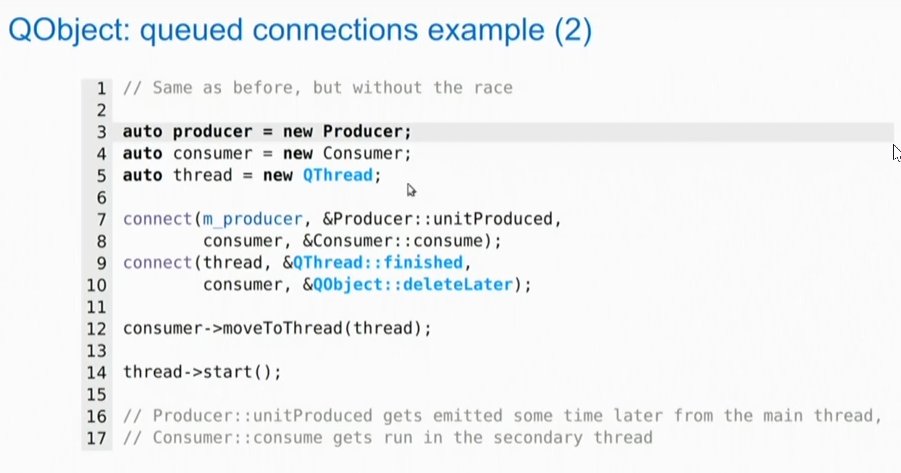 QObject: queued connections example (2)
1 // Same as before, but without the race
2
3 auto producer = new Producer;
4 auto consumer = new Consumer;
5 auto thread = new QThread;
6
7 connect(m_producer, &Producer::unitProduced,
8         consumer, &Consumer::consume);
9 connect(thread, &QThread::finished,
10         consumer, &QObject::deleteLater);
11
12 consumer->moveToThread(thread);
13
14 thread->start();
15
16 // Producer::unitProduced gets emitted some time later from the main thread,
17 // Consumer::consume gets run in the secondary thread